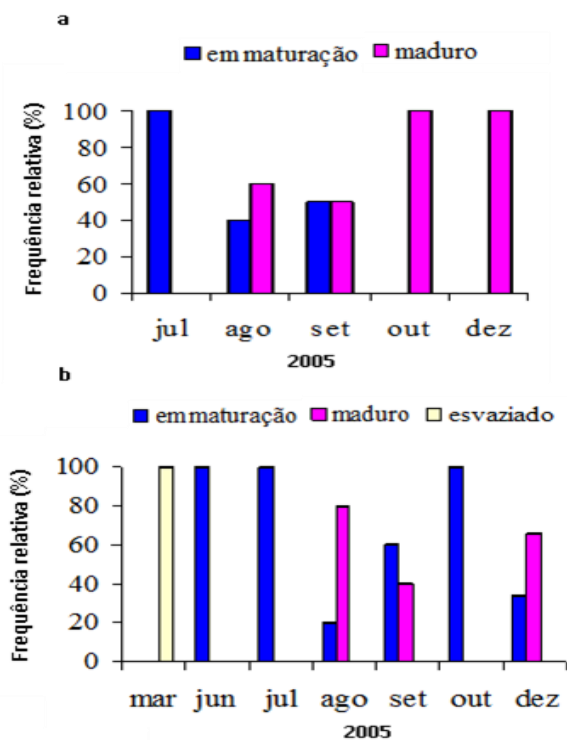 a
em maturação maduro
Frequência relativa (%)
100
80
60
40
20
0
jul ago set out dez
2005
b
em maturação maduro esvaziado
Frequência relativa (%)
100
80
60
40
20
0
mar jun jul ago set out dez
2005